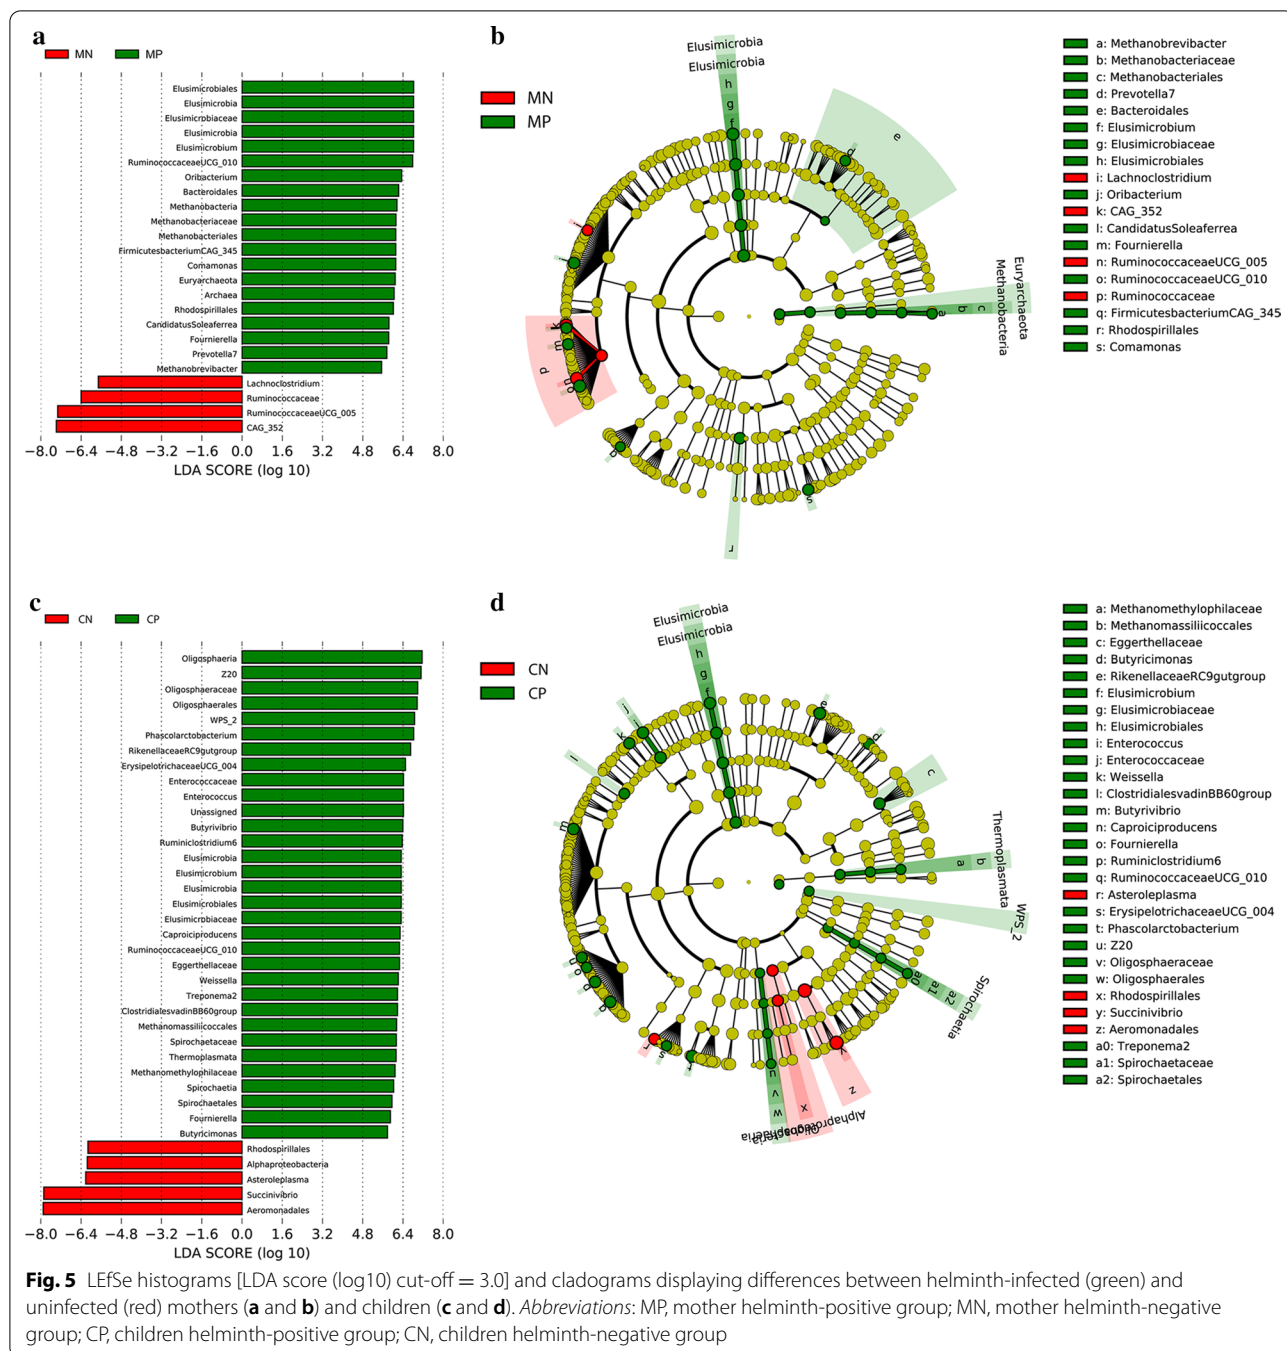 a
MN MP
Elusimicrobiales
Elusimicrobia
Elusimicrobiaceae
Elusimicrobia
Elusimicrobium
RuminococcaceaeUCG_010
Oribacterium
Bacteroidales
Methanobacteria
Methanobacteriaceae
Methanobacteriales
FirmicutesbacteriumCAG_345
Comamonas
Euryarchaeota
Archaea
Rhodospirillales
CandidatusSoleaferrea
Fournierella
Prevotella7
Methanobrevibacter
Lachnoclostridium
Ruminococcaceae
RuminococcaceaeUCG_005
CAG_352
−8.0 −6.4 −4.8 −3.2 −1.6 0.0 1.6 3.2 4.8 6.4 8.0
LDA SCORE (log 10)
b
MN
MP
Elusimicrobia
Elusimicrobia
h
g
f
e
d
Euryarchaeota
Methanobacteria
c
b
a
i
j
k
m
p
n
o
q
r
s
a: Methanobrevibacter
b: Methanobacteriaceae
c: Methanobacteriales
d: Prevotella7
e: Bacteroidales
f: Elusimicrobium
g: Elusimicrobiaceae
h: Elusimicrobiales
i: Lachnoclostridium
j: Oribacterium
k: CAG_352
l: CandidatusSoleaferrea
m: Fournierella
n: RuminococcaceaeUCG_005
o: RuminococcaceaeUCG_010
p: Ruminococcaceae
q: FirmicutesbacteriumCAG_345
r: Rhodospirillales
s: Comamonas
c
CN CP
Oligosphaeria
Z20
Oligosphaeraceae
Oligosphaerales
WPS_2
Phascolarctobacterium
RikenellaceaeRC9gutgroup
ErysipelotrichaceaeUCG_004
Enterococcaceae
Enterococcus
Unassigned
Butyrivibrio
Ruminiclostridium6
Elusimicrobia
Elusimicrobium
Elusimicrobia
Elusimicrobiales
Elusimicrobiaceae
Caproiciproducens
RuminococcaceaeUCG_010
Eggerthellaceae
Weissella
Treponema2
ClostridialesvadinBB60group
Methanomassiliicoccales
Spirochaetaceae
Thermoplasmata
Methanomethylophilaceae
Spirochaetia
Spirochaetales
Fournierella
Butyricimonas
Rhodospirillales
Alphaproteobacteria
Asteroleplasma
Succinivibrio
Aeromonadales
−8.0 −6.4 −4.8 −3.2 −1.6 0.0 1.6 3.2 4.8 6.4 8.0
LDA SCORE (log 10)
d
CN
CP
Elusimicrobia
Elusimicrobia
h
g
f
e
d
c
Thermoplasmata
b
a
WPS_2
Spirochaetia
a2
a1
a0
j
i
k
l
m
n
o
q
p
r
s
t
u
v
w
x
y
z
Alphaproteobacteria
Oligosphaeria
a: Methanomethylophilaceae
b: Methanomassiliicoccales
c: Eggerthellaceae
d: Butyricimonas
e: RikenellaceaeRC9gutgroup
f: Elusimicrobium
g: Elusimicrobiaceae
h: Elusimicrobiales
i: Enterococcus
j: Enterococcaceae
k: Weissella
l: ClostridialesvadinBB60group
m: Butyrivibrio
n: Caproiciproducens
o: Fournierella
p: Ruminiclostridium6
q: RuminococcaceaeUCG_010
r: Asteroleplasma
s: ErysipelotrichaceaeUCG_004
t: Phascolarctobacterium
u: Z20
v: Oligosphaeraceae
w: Oligosphaerales
x: Rhodospirillales
y: Succinivibrio
z: Aeromonadales
a0: Treponema2
a1: Spirochaetaceae
a2: Spirochaetales
Fig. 5 LEfSe histograms [LDA score (log10) cut-off = 3.0] and cladograms displaying differences between helminth-infected (green) and
uninfected (red) mothers (a and b) and children (c and d). Abbreviations: MP, mother helminth-positive group; MN, mother helminth-negative
group; CP, children helminth-positive group; CN, children helminth-negative group